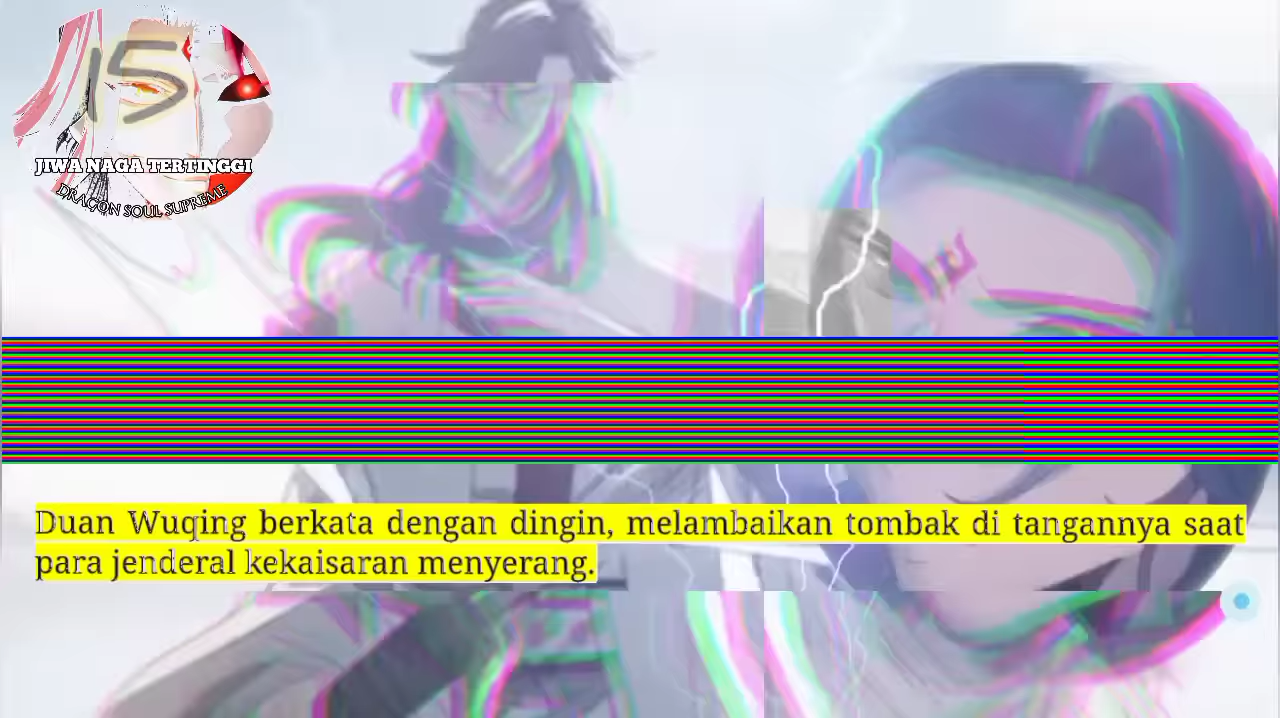 15
JIWA NAGA TERTINGGI
DRAGON SOUL SUPREME
Duan Wuqing berkata dengan dingin, melambaikan tombak di tangannya saat
para jenderal kekaisaran menyerang.